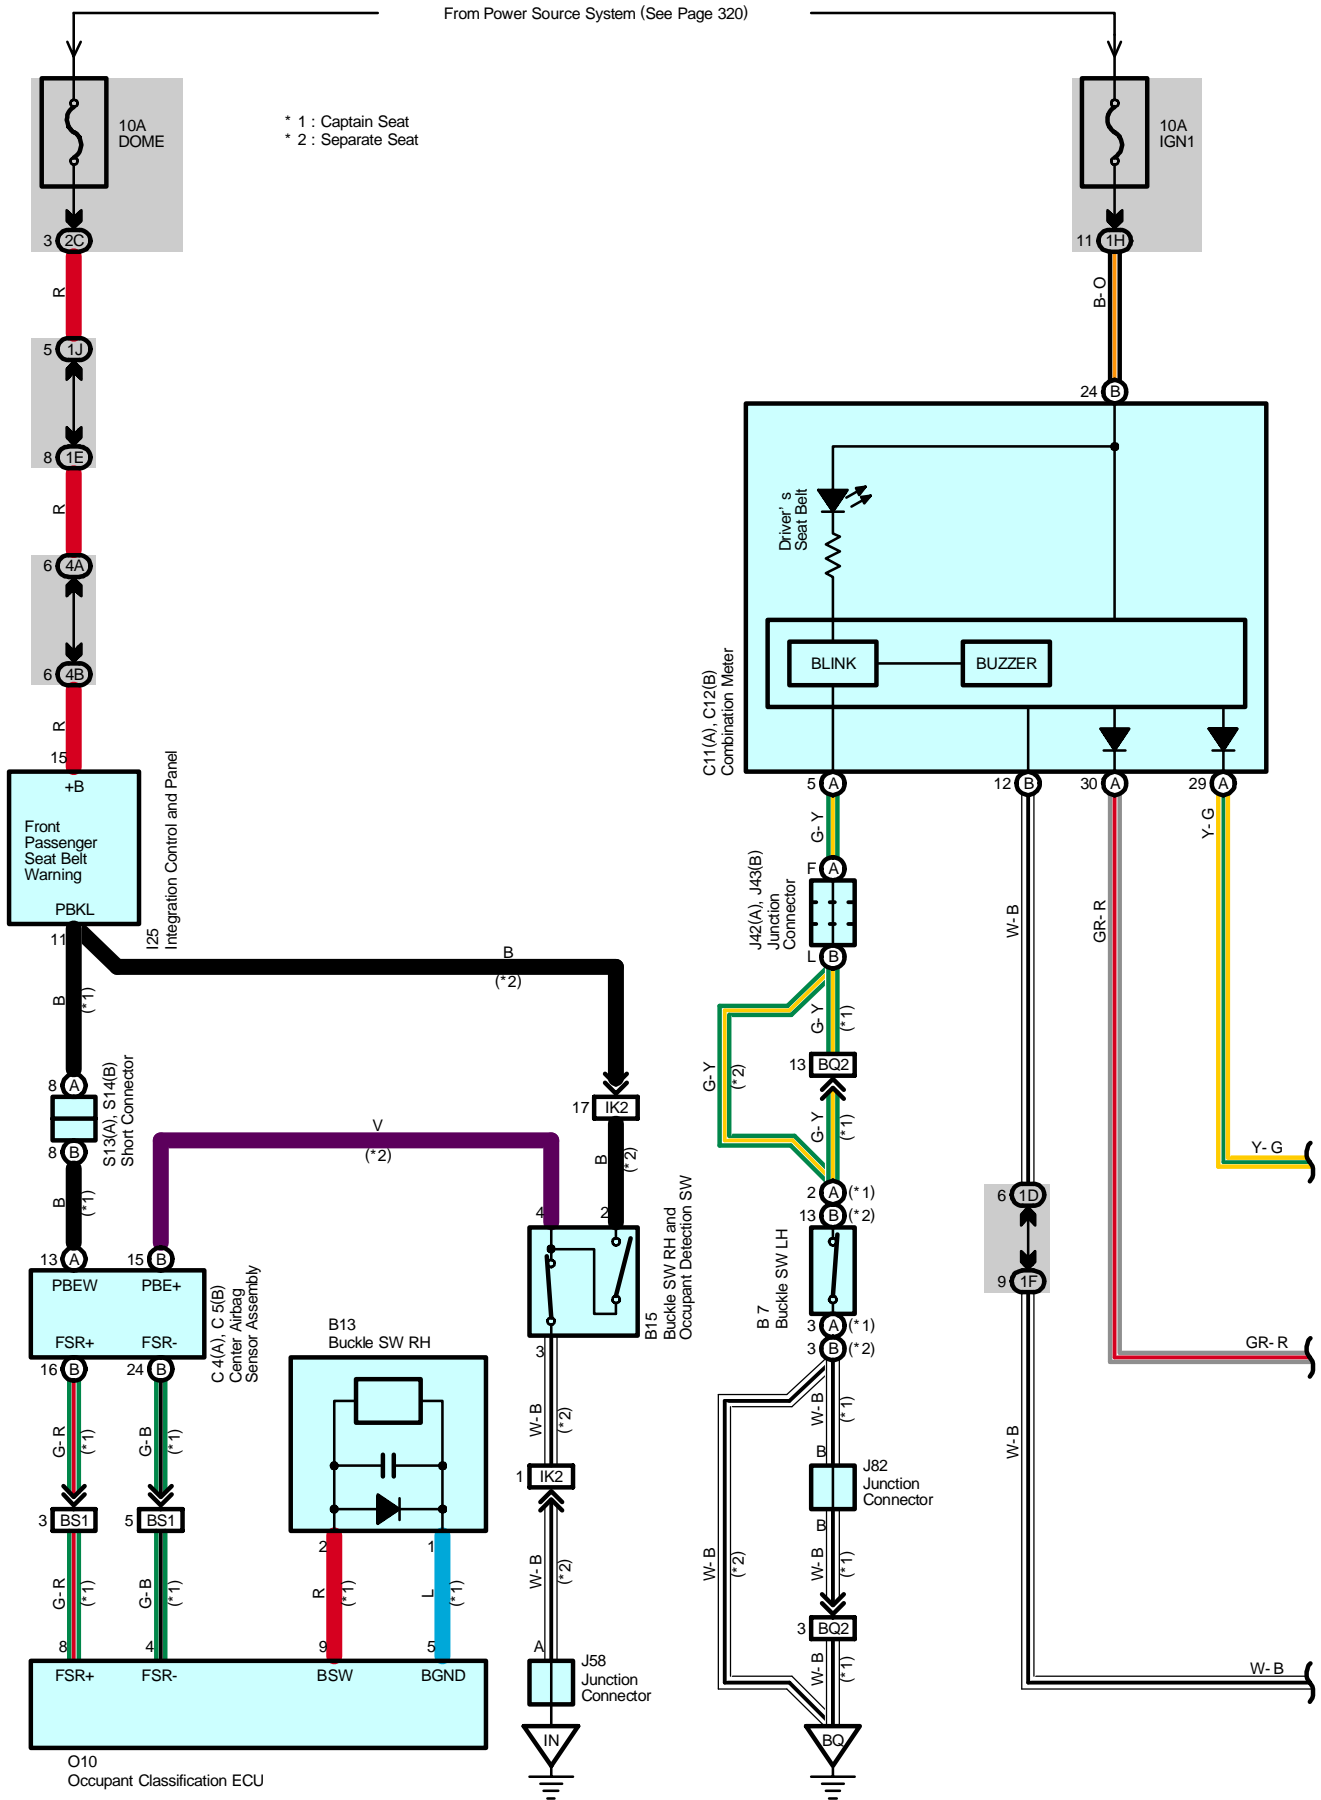 From Power Source System (See Page 320)
10A
DOME
* 1 : Captain Seat
* 2 : Separate Seat
10A
IGN1
3 2C
11 1H
R
B- O
5 1J
24 B
8 1E
R
Driver' s
Seat Belt
6 4A
6 4B
BLINK
BUZZER
C11(A), C12(B)
Combination Meter
R
15
+B
Front
Passenger
Seat Belt
Warning
PBKL
11
I25
Integration Control and Panel
5 A
12 B
30 A
29 A
G- Y
Y- G
F A
J42(A), J43(B)
Junction
Connector
L B
W- B
GR- R
B
(*2)
B
(*1)
G- Y
(*1)
13 BQ2
G- Y
(*2)
G- Y
(*1)
8 A
S13(A), S14(B)
Short Connector
8 B
17 IK2
V
(*2)
B
(*2)
Y- G
B
(*1)
2 A (*1)
13 B (*2)
6 1D
4
2
B15
Buckle SW RH and
Occupant Detection SW
B 7
Buckle SW LH
13 A
15 B
PBEW
PBE+
FSR+
FSR-
C 4(A), C 5(B)
Center Airbag
Sensor Assembly
9 1F
3 A (*1)
3 B (*2)
3
B13
Buckle SW RH
GR- R
16 B
24 B
G- R
(*1)
G- B
(*1)
W- B
(*2)
W- B
(*1)
W- B
B
J82
Junction
Connector
B
1 IK2
3 BS1
5 BS1
2
1
G- R
(*1)
G- B
(*1)
R
(*1)
L
(*1)
W- B
(*2)
W- B
(*2)
W- B
(*1)
3 BQ2
W- B
(*1)
8
4
9
5
A
FSR+
FSR-
BSW
BGND
J58
Junction
Connector
W- B
IN
BQ
O10
Occupant Classification ECU